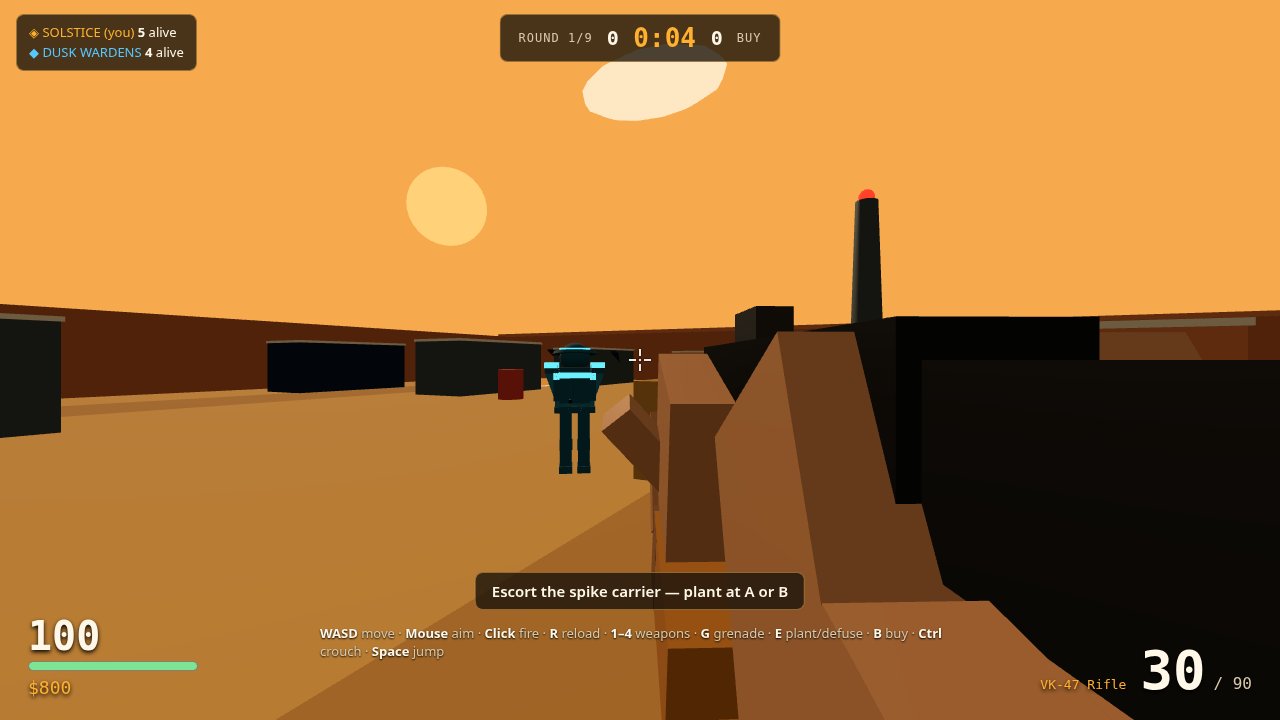 ◈ SOLSTICE (you) 5 alive
◆ DUSK WARDENS 4 alive
ROUND 1/9 0 0:04 0 BUY
Escort the spike carrier — plant at A or B
WASD move · Mouse aim · Click fire · R reload · 1–4 weapons · G grenade · E plant/defuse · B buy · Ctrl
crouch · Space jump
100
$800
VK-47 Rifle 30 / 90